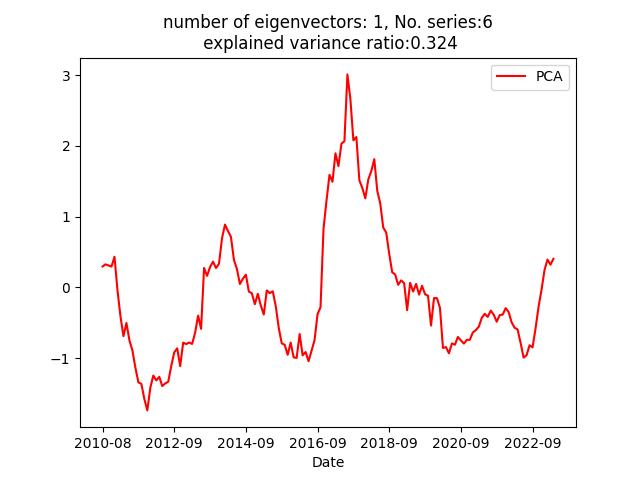 number of eigenvectors: 1, No. series:6
explained variance ratio:0.324
PCA
3
2
1
0
−1
2010-08 2012-09 2014-09 2016-09 2018-09 2020-09 2022-09
Date